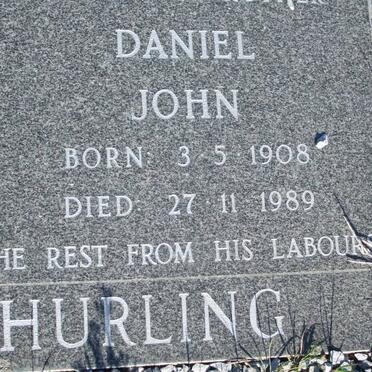 DANIEL
JOHN
BORN: 3·5·1908
DIED: 27·11·1989
HE REST FROM HIS LABOUR
HURLING